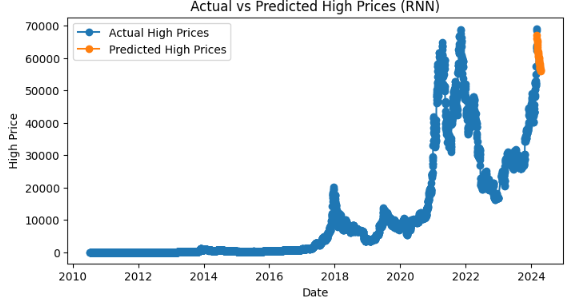 Actual vs Predicted High Prices (RNN)
Actual High Prices
Predicted High Prices
70000
60000
50000
40000
30000
20000
10000
0
High Price
2010 2012 2014 2016 2018 2020 2022 2024
Date